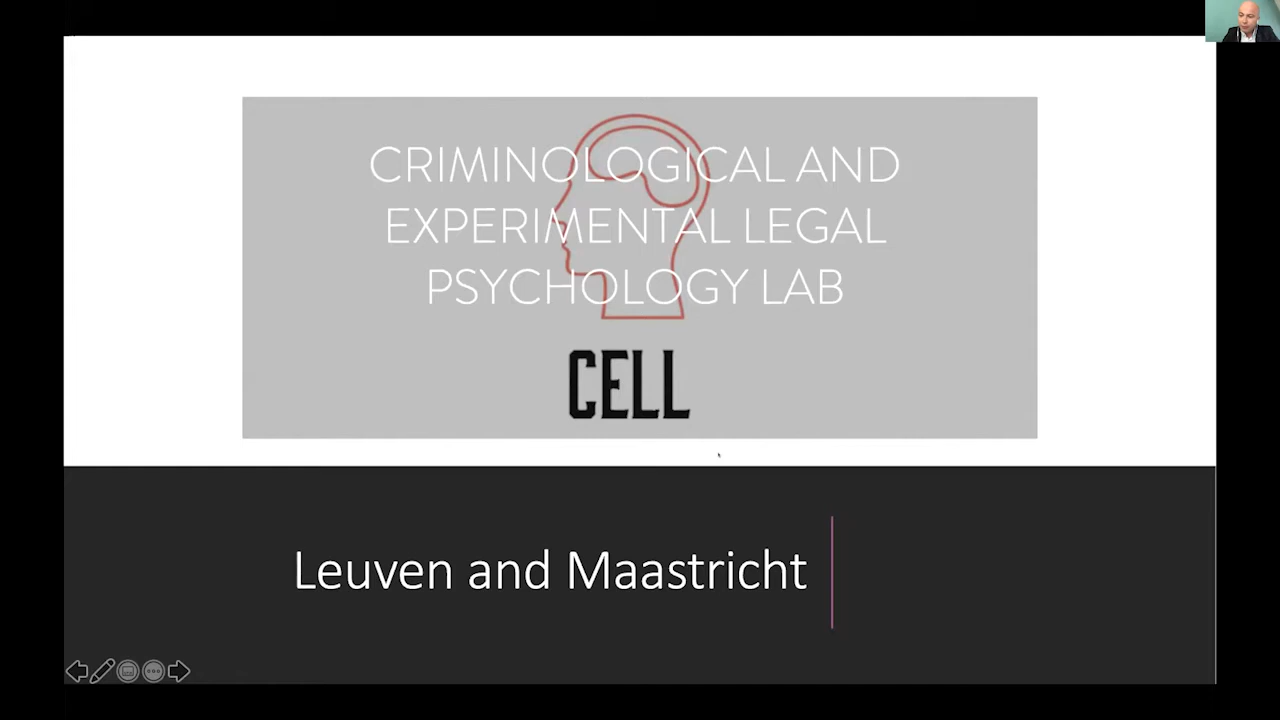 CRIMINOLOGICAL AND
EXPERIMENTAL LEGAL
PSYCHOLOGY LAB
CELL
Leuven and Maastricht